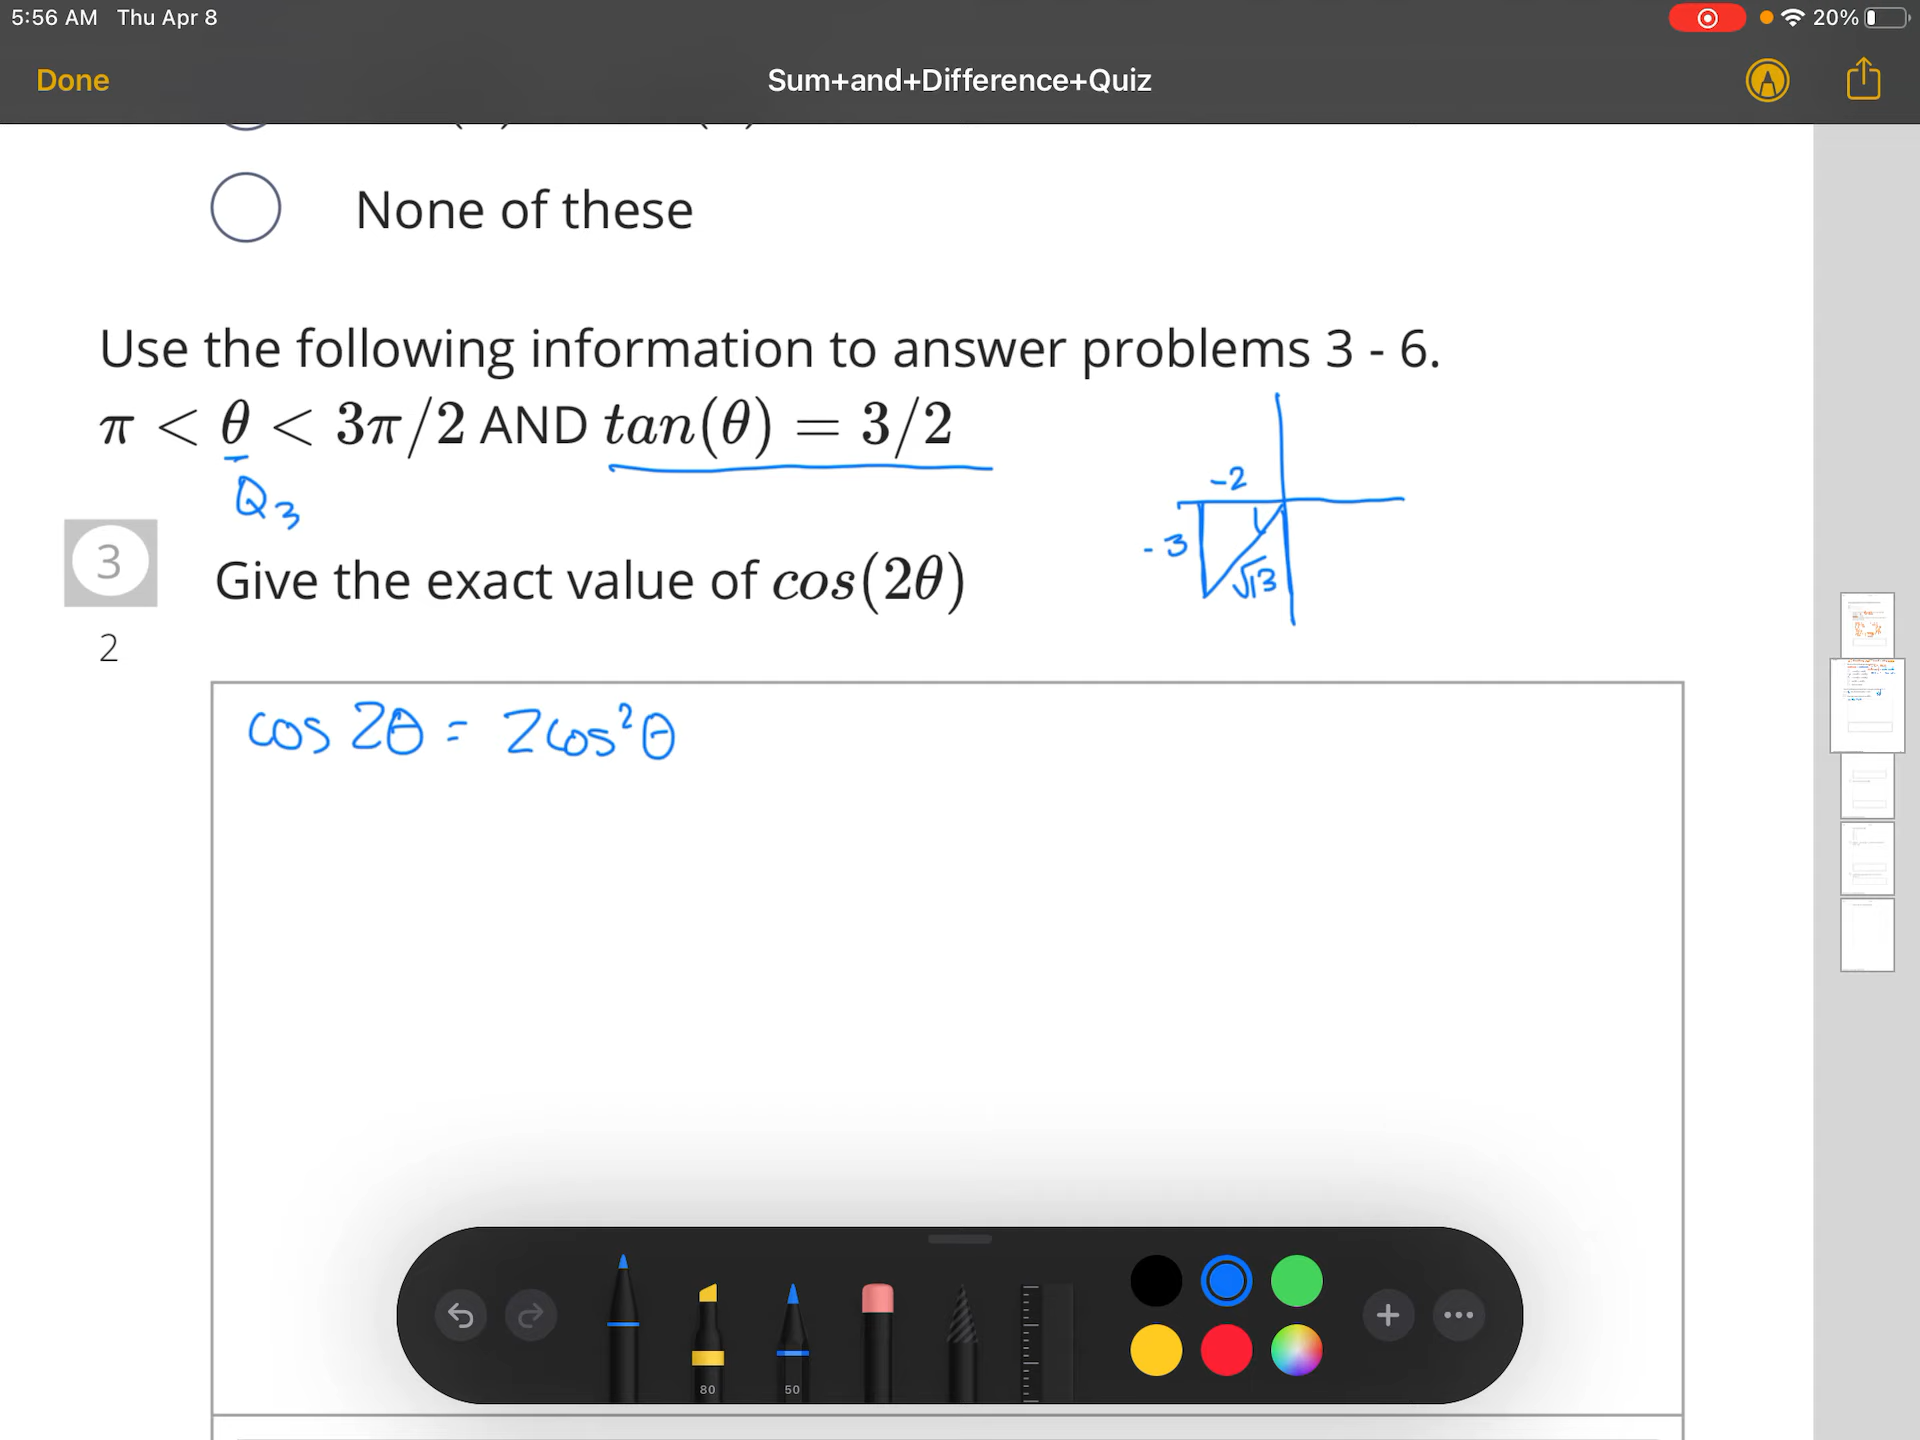 5:56 AM Thu Apr 8
20%
Done
Sum+and+Difference+Quiz
None of these
Use the following information to answer problems 3 - 6.
π < θ < 3π/2 AND tan(θ) = 3/2
Q3
-2
-3
√13
3
Give the exact value of cos(2θ)
2
cos 2θ = 2cos²θ
80
50